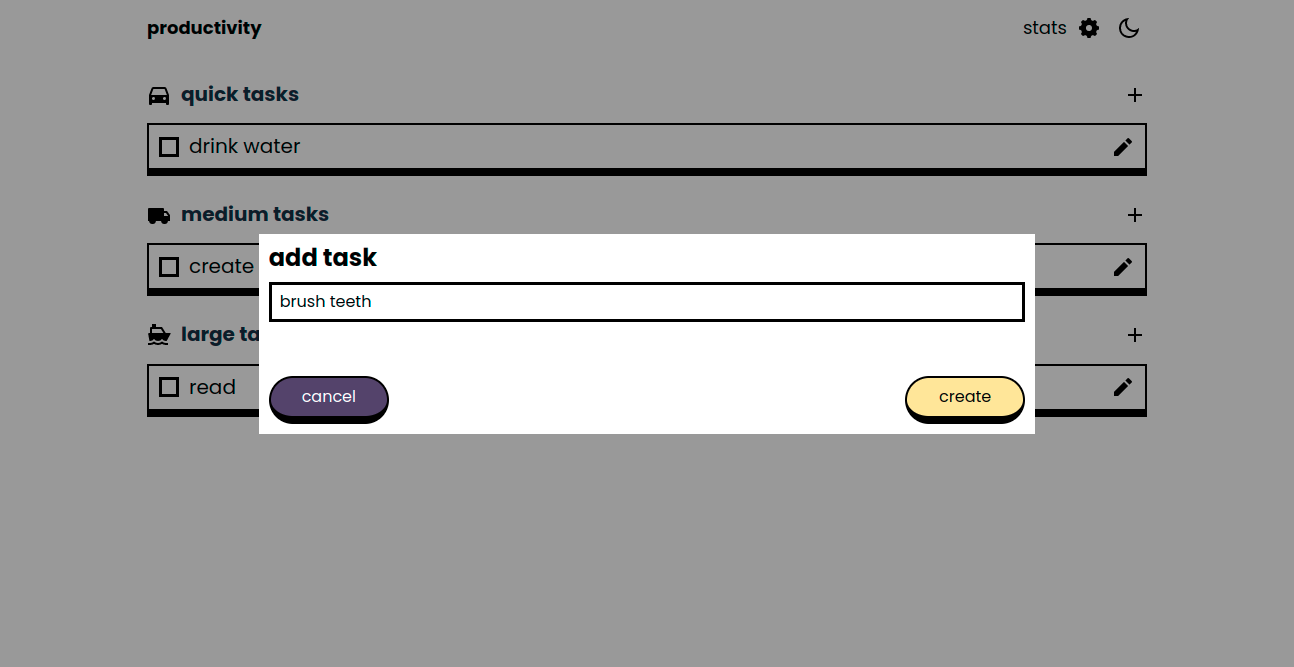 productivity
stats
quick tasks
drink water
medium tasks
create
add task
brush teeth
large ta
read
cancel
create